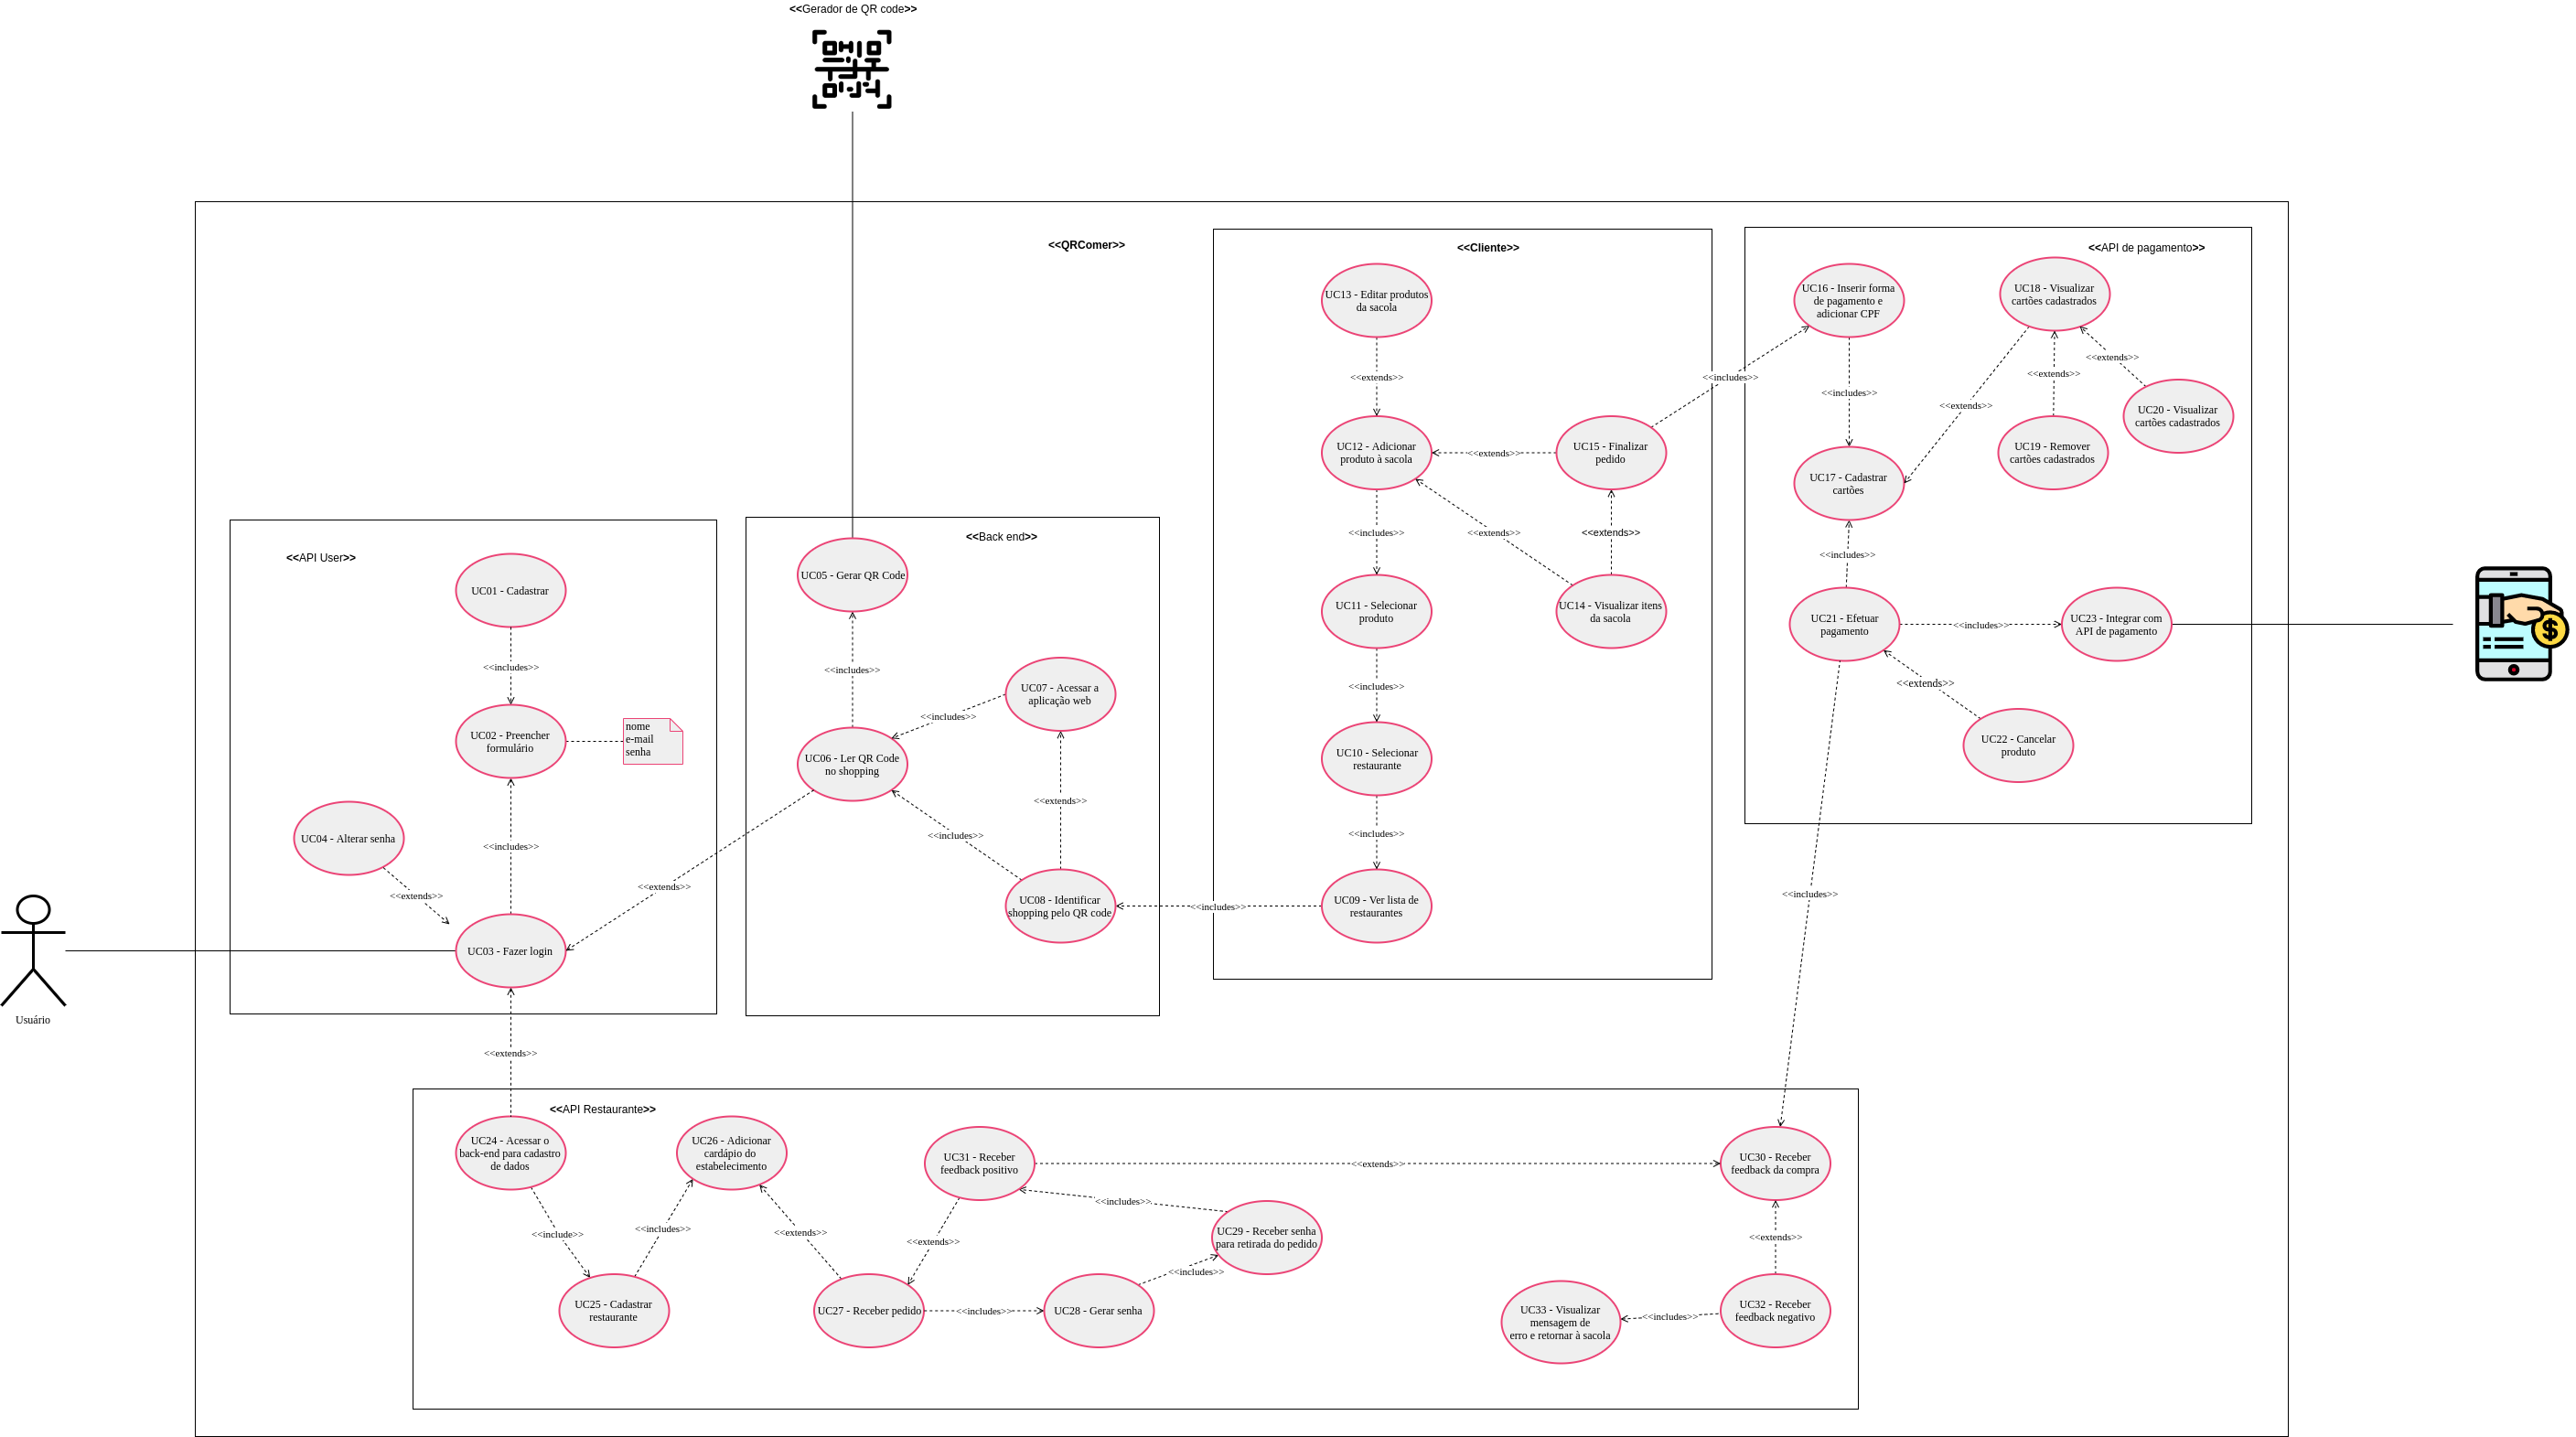 <<Gerador de QR code>>
<<QRComer>>
<<API User>>
UC01 - Cadastrar
<<includes>>
UC02 - Preencher
formulário
nome
e-mail
senha
<<includes>>
UC04 - Alterar senha
<<extends>>
UC03 - Fazer login
Usuário
<<extends>>
<<extends>>
<<Back end>>
UC05 - Gerar QR Code
<<includes>>
UC07 - Acessar a
aplicação web
<<includes>>
UC06 - Ler QR Code
no shopping
<<extends>>
<<includes>>
UC08 - Identificar
shopping pelo QR code
<<includes>>
<<Cliente>>
UC13 - Editar produtos
da sacola
<<extends>>
<<includes>>
UC12 - Adicionar
produto à sacola
<<extends>>
UC15 - Finalizar
pedido
<<includes>>
<<extends>>
<<extends>>
UC11 - Selecionar
produto
UC14 - Visualizar itens
da sacola
<<includes>>
UC10 - Selecionar
restaurante
<<includes>>
UC09 - Ver lista de
restaurantes
<<API de pagamento>>
UC16 - Inserir forma
de pagamento e
adicionar CPF
UC18 - Visualizar
cartões cadastrados
<<extends>>
<<extends>>
<<includes>>
<<extends>>
UC20 - Visualizar
cartões cadastrados
UC19 - Remover
cartões cadastrados
UC17 - Cadastrar
cartões
<<includes>>
UC21 - Efetuar
pagamento
<<includes>>
UC23 - Integrar com
API de pagamento
<<extends>>
UC22 - Cancelar
produto
<<includes>>
<<API Restaurante>>
UC24 - Acessar o
back-end para cadastro
de dados
UC26 - Adicionar
cardápio do
estabelecimento
UC31 - Receber
feedback positivo
<<extends>>
UC30 - Receber
feedback da compra
<<include>>
<<includes>>
<<extends>>
<<extends>>
<<includes>>
UC29 - Receber senha
para retirada do pedido
<<includes>>
<<extends>>
UC25 - Cadastrar
restaurante
UC27 - Receber pedido
<<includes>>
UC28 - Gerar senha
UC33 - Visualizar
mensagem de
erro e retornar à sacola
<<includes>>
UC32 - Receber
feedback negativo